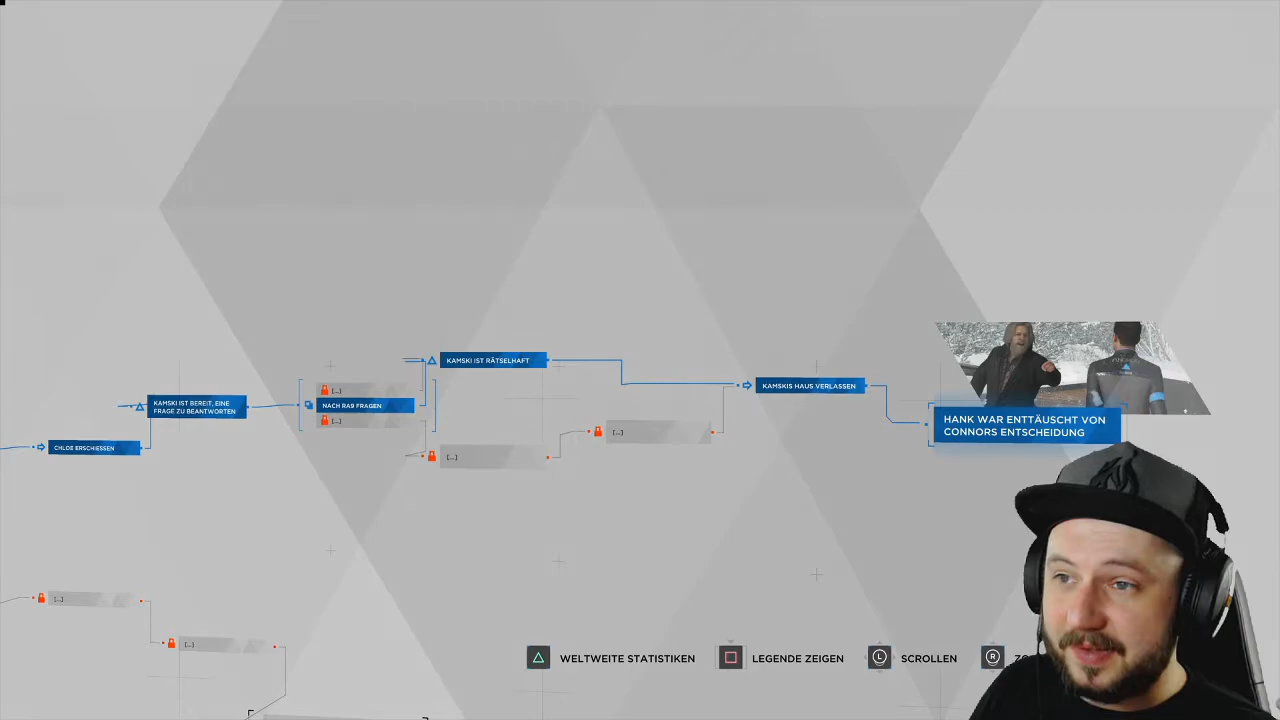 KAMSKI IST RÄTSELHAFT
[...]
KAMSKIS HAUS VERLASSEN
KAMSKI IST BEREIT, EINE
FRAGE ZU BEANTWORTEN
NACH RA9 FRAGEN
[...]
HANK WAR ENTTÄUSCHT VON
CONNORS ENTSCHEIDUNG
[...]
CHLOE ERSCHIESSEN
[...]
[...]
[...]
WELTWEITE STATISTIKEN
LEGENDE ZEIGEN
L
SCROLLEN
R